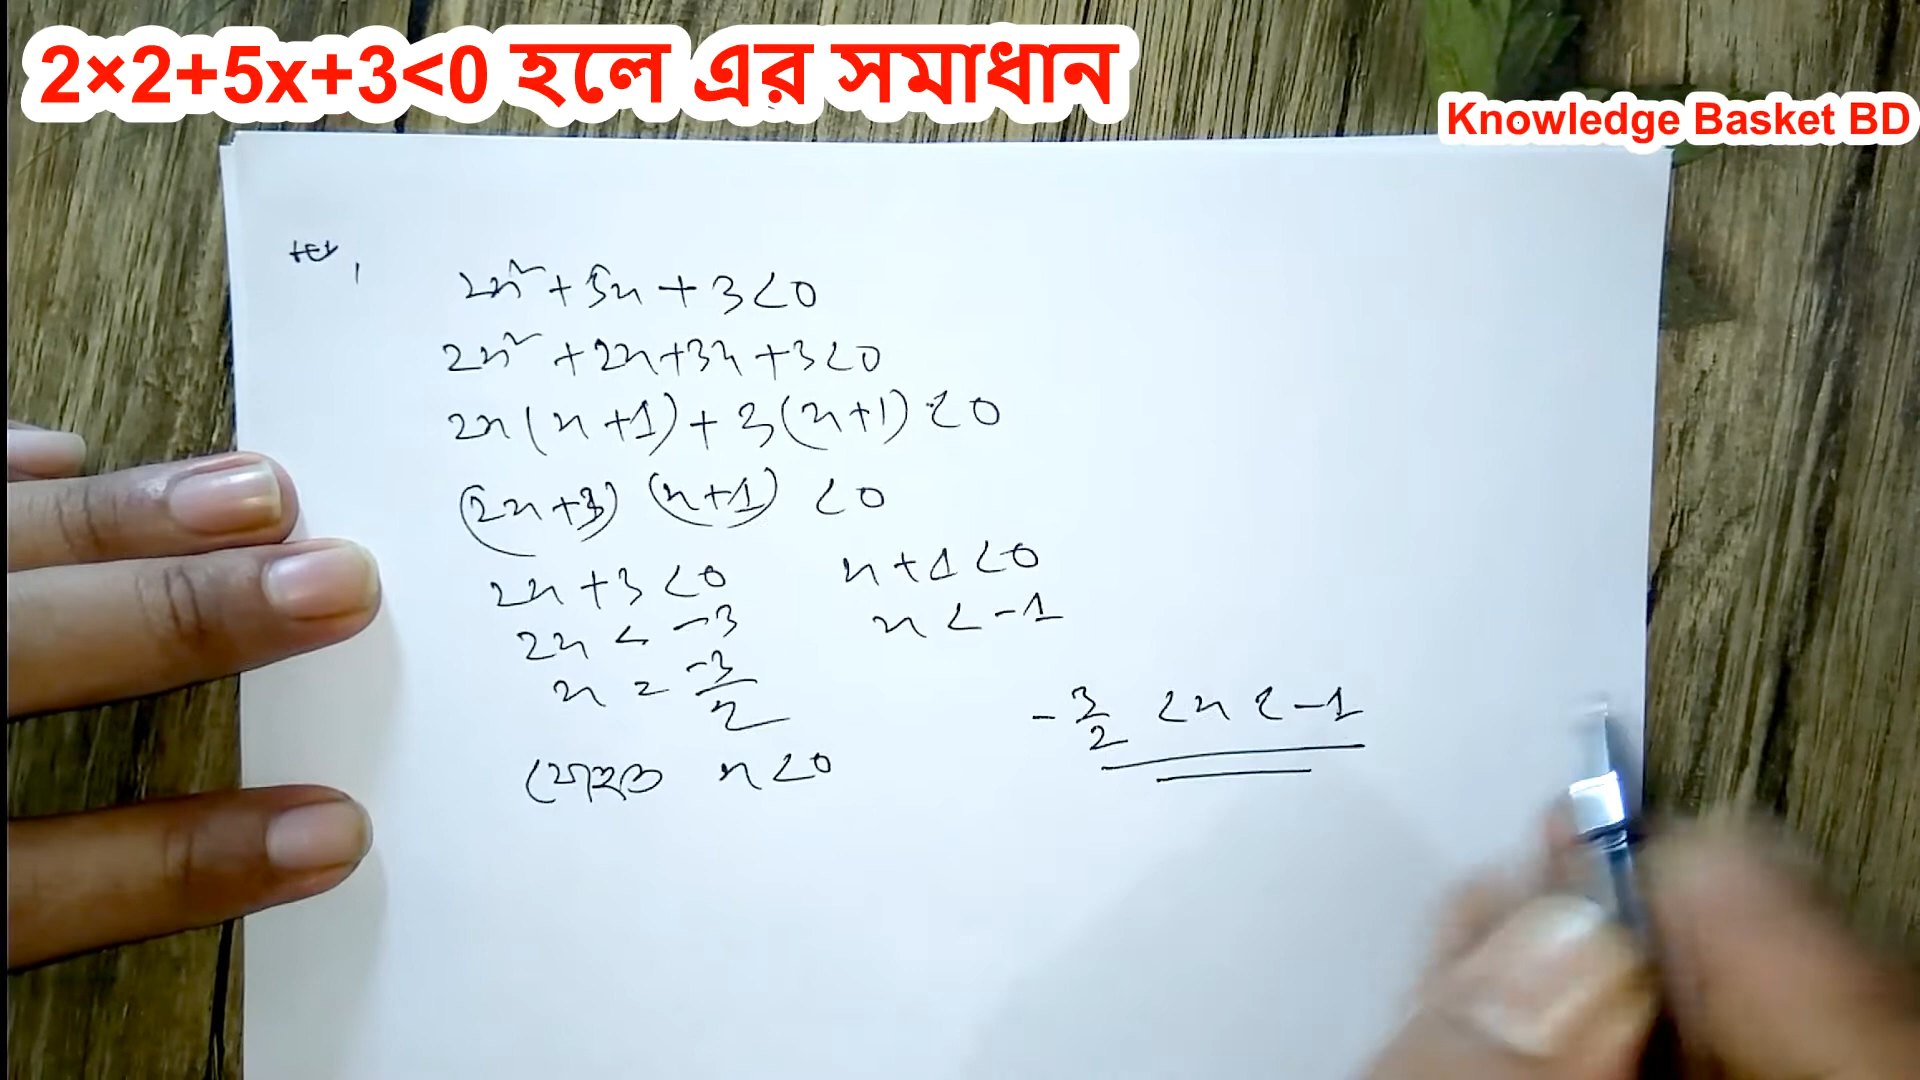 2×2+5x+3<0 হলে এর সমাধান
Knowledge Basket BD
2x²+5x+3<0
2x²+2x+3x+3<0
2x(x+1)+3(x+1)<0
(2x+3)(x+1)<0
2x+3<0 x+1<0
2x<-3 x<-1
x = -3/2
-3/2 <x<-1
যেহেতু x<0